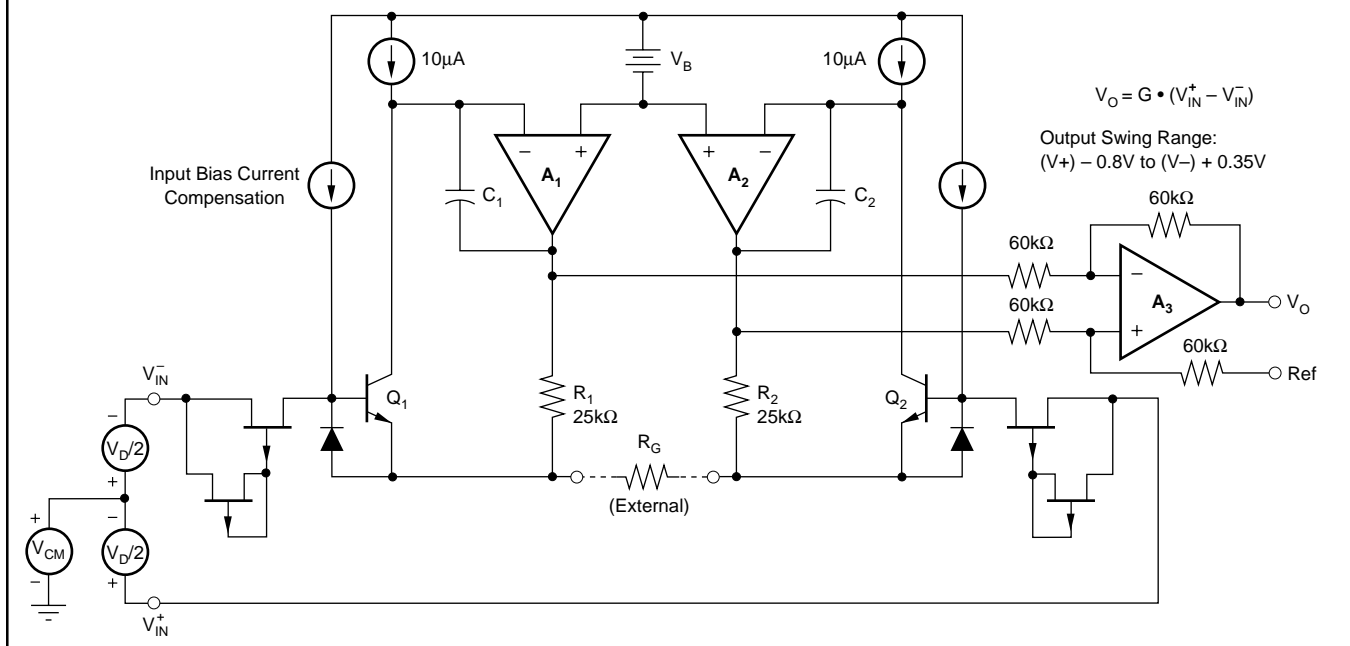 10µA
V_B
10µA
V_O = G • (V_IN^+ – V_IN^–)
Output Swing Range:
(V+) – 0.8V to (V–) + 0.35V
Input Bias Current
Compensation
C_1
–
+
A_1
+
–
A_2
C_2
60kΩ
60kΩ
60kΩ
60kΩ
–
+
A_3
V_O
Ref
V_IN^–
Q_1
R_1
25kΩ
R_2
25kΩ
Q_2
R_G
(External)
–
V_D/2
+
+
V_CM
–
–
V_D/2
+
V_IN^+